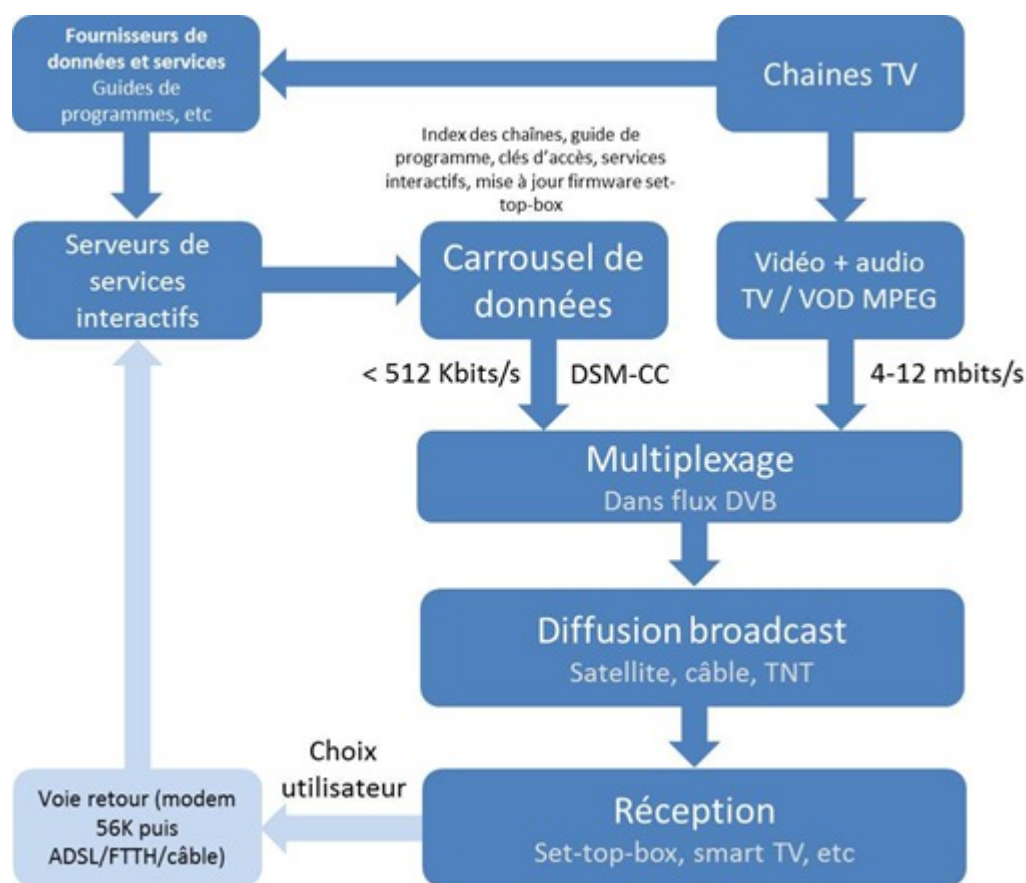 Fournisseurs de
données et services
Guides de
programmes, etc
Chaines TV
Index des chaînes, guide de
programme, clés d'accès, services
interactifs, mise à jour firmware set-
top-box
Serveurs de
services
interactifs
Carrousel de
données
Vidéo + audio
TV / VOD MPEG
< 512 Kbits/s
DSM-CC
4-12 mbits/s
Multiplexage
Dans flux DVB
Diffusion broadcast
Satellite, câble, TNT
Choix
utilisateur
Voie retour (modem
56K puis
ADSL/FTTH/câble)
Réception
Set-top-box, smart TV, etc